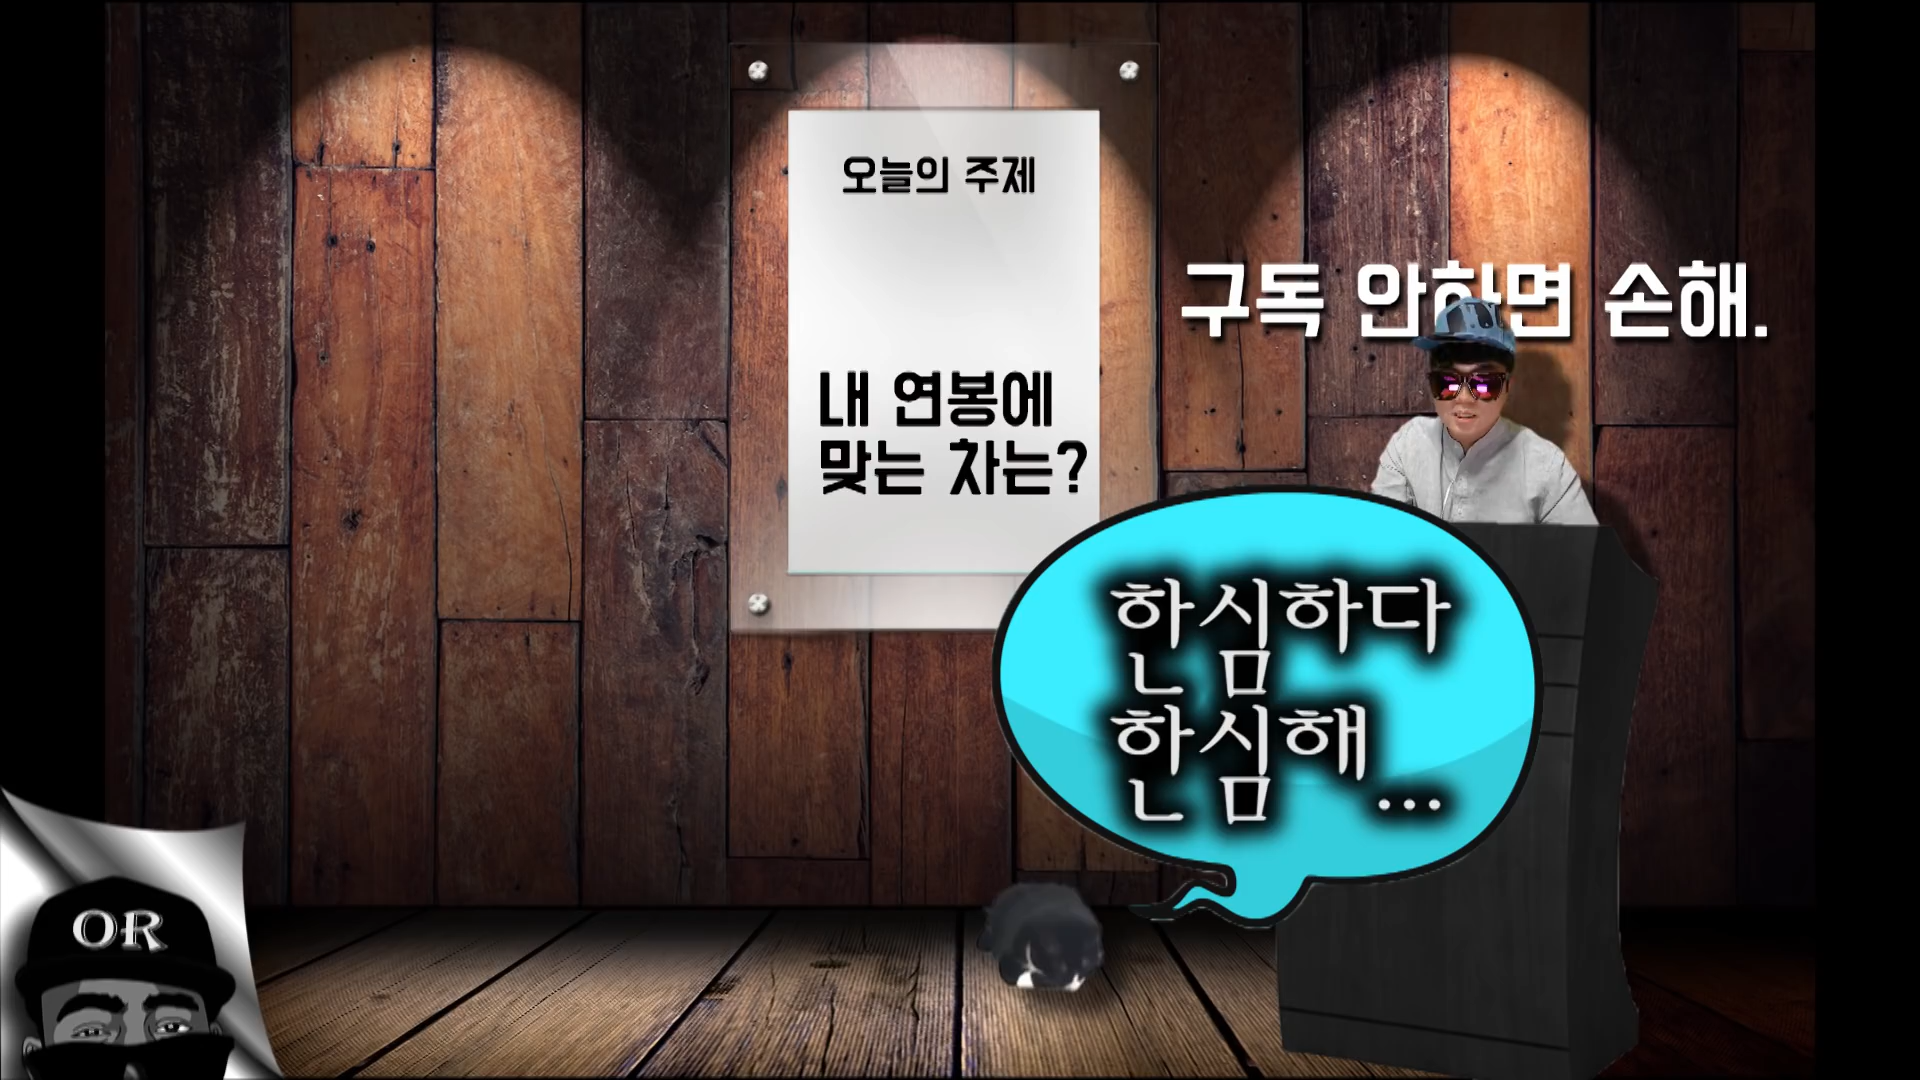 오늘의 주제
내 연봉에
맞는 차는?
구독 안하면 손해.
한심하다
한심해...
OR